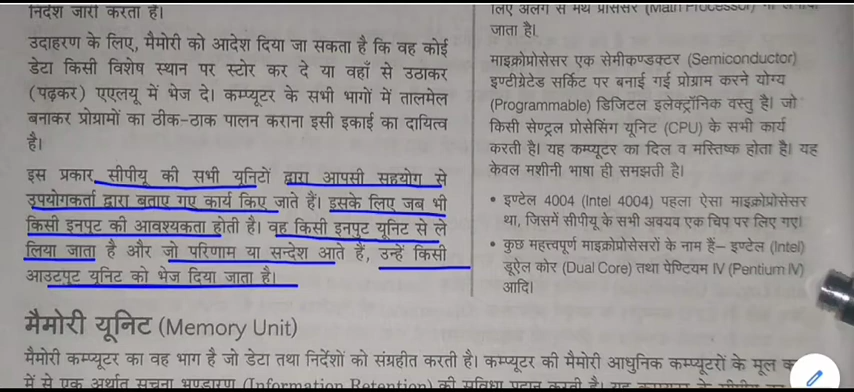 निर्देश जारी करता है।
उदाहरण के लिए, मैमोरी को आदेश दिया जा सकता है कि वह कोई
डेटा किसी विशेष स्थान पर स्टोर कर दे या वहाँ से उठाकर
(पढ़कर) एएलयू में भेज दे। कम्प्यूटर के सभी भागों में तालमेल
बनाकर प्रोग्रामों का ठीक-ठाक पालन कराना इसी इकाई का दायित्व
है।
इस प्रकार सीपीयू की सभी यूनिटों द्वारा आपसी सहयोग से
उपयोगकर्ता द्वारा बताए गए कार्य किए जाते हैं। इसके लिए जब भी
किसी इनपुट की आवश्यकता होती है। वह किसी इनपुट यूनिट से ले
लिया जाता है और जो परिणाम या सन्देश आते हैं, उन्हें किसी
आउटपुट यूनिट को भेज दिया जाता है।
मैमोरी यूनिट (Memory Unit)
मैमोरी कम्प्यूटर का वह भाग है जो डेटा तथा निर्देशों को संग्रहीत करती है। कम्प्यूटर की मैमोरी आधुनिक कम्प्यूटरों के मूल
में से एक अर्थात सूचना भण्डारण (Information Retention) की सुविधा प्रदान करती है। यह
लिए अलग से मैथ प्रोसेसर (Math Processor) भी
जाता है।
माइक्रोप्रोसेसर एक सेमीकण्डक्टर (Semiconductor)
इण्टीग्रेटेड सर्किट पर बनाई गई प्रोग्राम करने योग्य
(Programmable) डिजिटल इलेक्ट्रॉनिक वस्तु है। जो
किसी सेण्ट्रल प्रोसेसिंग यूनिट (CPU) के सभी कार्य
करती है। यह कम्प्यूटर का दिल व मस्तिष्क होता है। यह
केवल मशीनी भाषा ही समझती है।
• इण्टेल 4004 (Intel 4004) पहला ऐसा माइक्रोप्रोसेसर
था, जिसमें सीपीयू के सभी अवयव एक चिप पर लिए गए।
• कुछ महत्त्वपूर्ण माइक्रोप्रोसेसरों के नाम हैं– इण्टेल (Intel)
डूऐल कोर (Dual Core) तथा पेण्टियम IV (Pentium IV)
आदि।